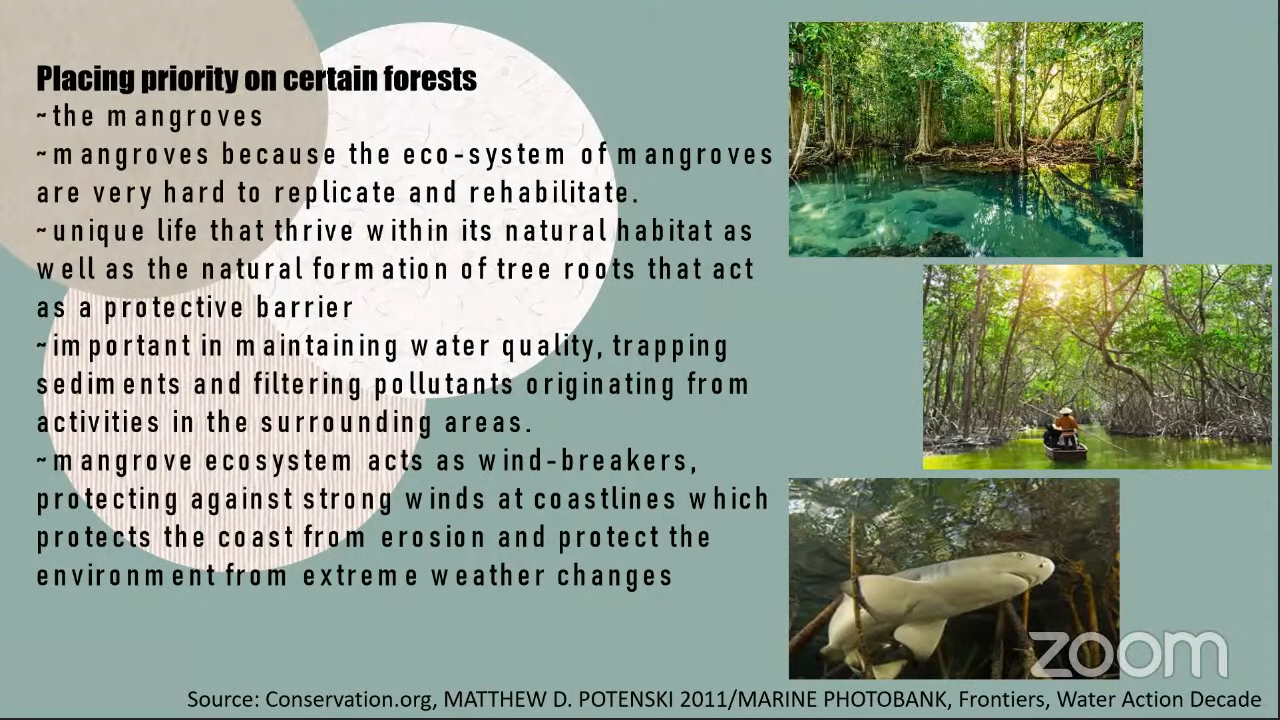 Placing priority on certain forests
~the mangroves
~mangroves because the eco-system of mangroves
are very hard to replicate and rehabilitate.
~unique life that thrive within its natural habitat as
well as the natural formation of tree roots that act
as a protective barrier
~important in maintaining water quality, trapping
sediments and filtering pollutants originating from
activities in the surrounding areas.
~mangrove ecosystem acts as wind-breakers,
protecting against strong winds at coastlines which
protects the coast from erosion and protect the
environment from extreme weather changes
zoom
Source: Conservation.org, MATTHEW D. POTENSKI 2011/MARINE PHOTOBANK, Frontiers, Water Action Decade